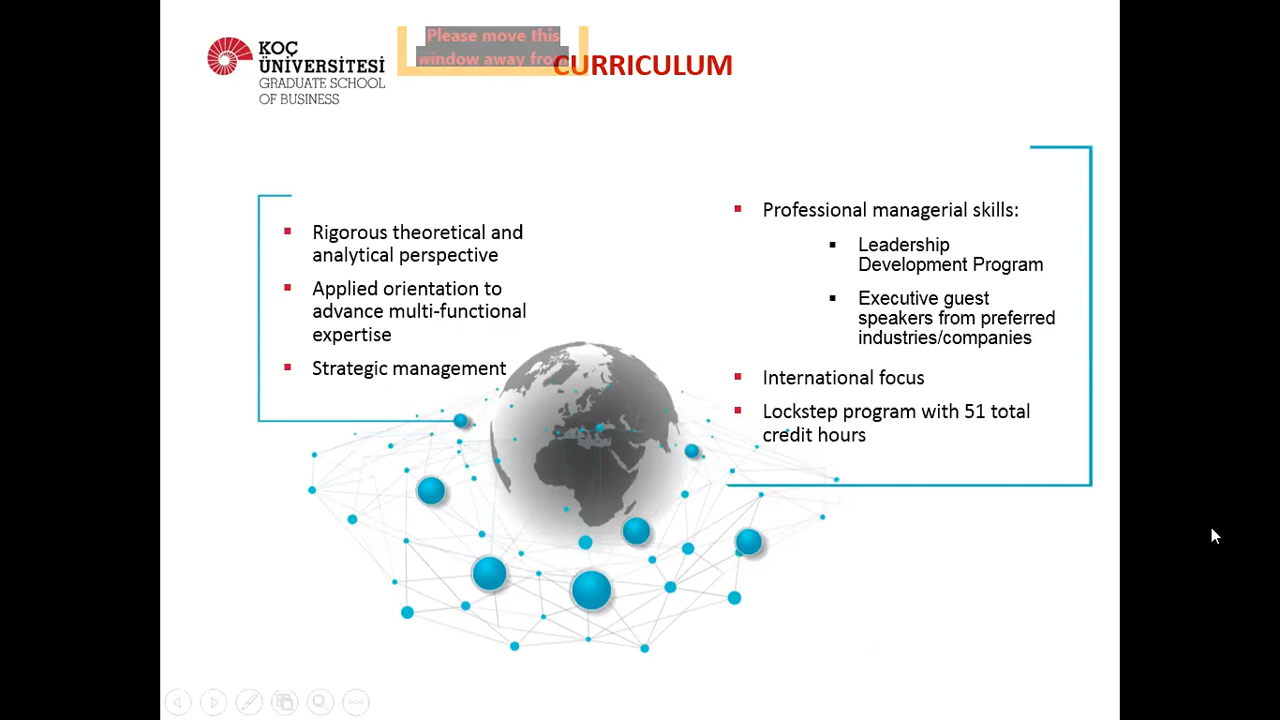 KOÇ
ÜNİVERSİTESİ
GRADUATE SCHOOL
OF BUSINESS
Please move this
window away from
CURRICULUM
Rigorous theoretical and
analytical perspective
Applied orientation to
advance multi-functional
expertise
Strategic management
Professional managerial skills:
Leadership
Development Program
Executive guest
speakers from preferred
industries/companies
International focus
Lockstep program with 51 total
credit hours